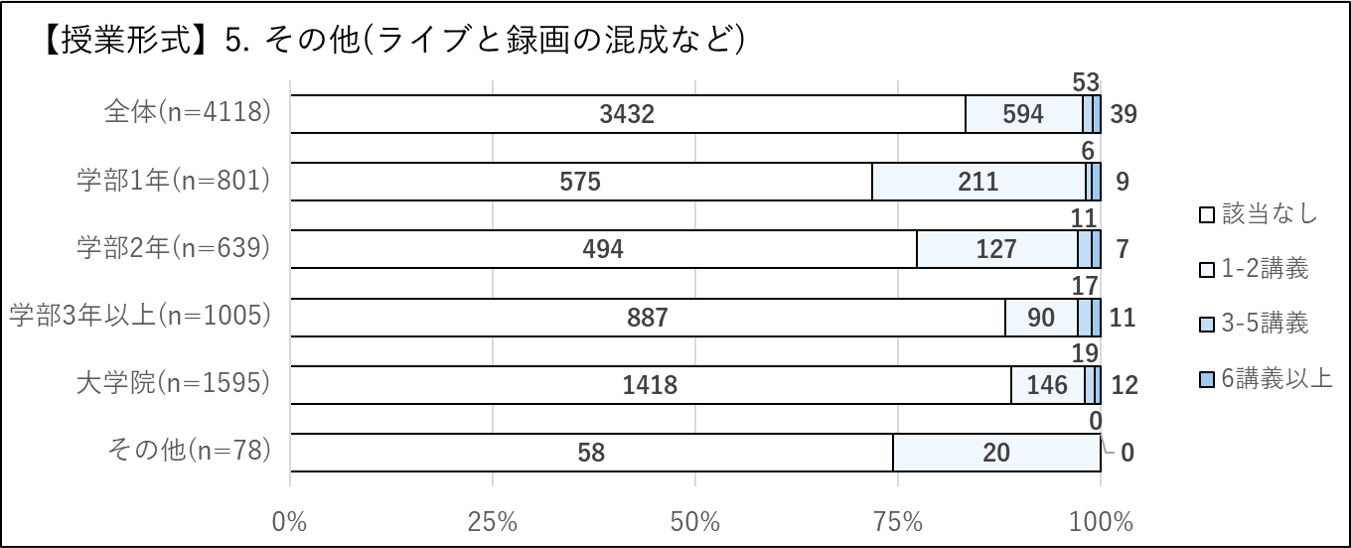 【授業形式】5. その他(ライブと録画の混成など)
全体(n=4118) 3432 594 53 39
学部1年(n=801) 575 211 6 9
学部2年(n=639) 494 127 11 7
学部3年以上(n=1005) 887 90 17 11
大学院(n=1595) 1418 146 19 12
その他(n=78) 58 20 0 0
0% 25% 50% 75% 100%
該当なし
1-2講義
3-5講義
6講義以上